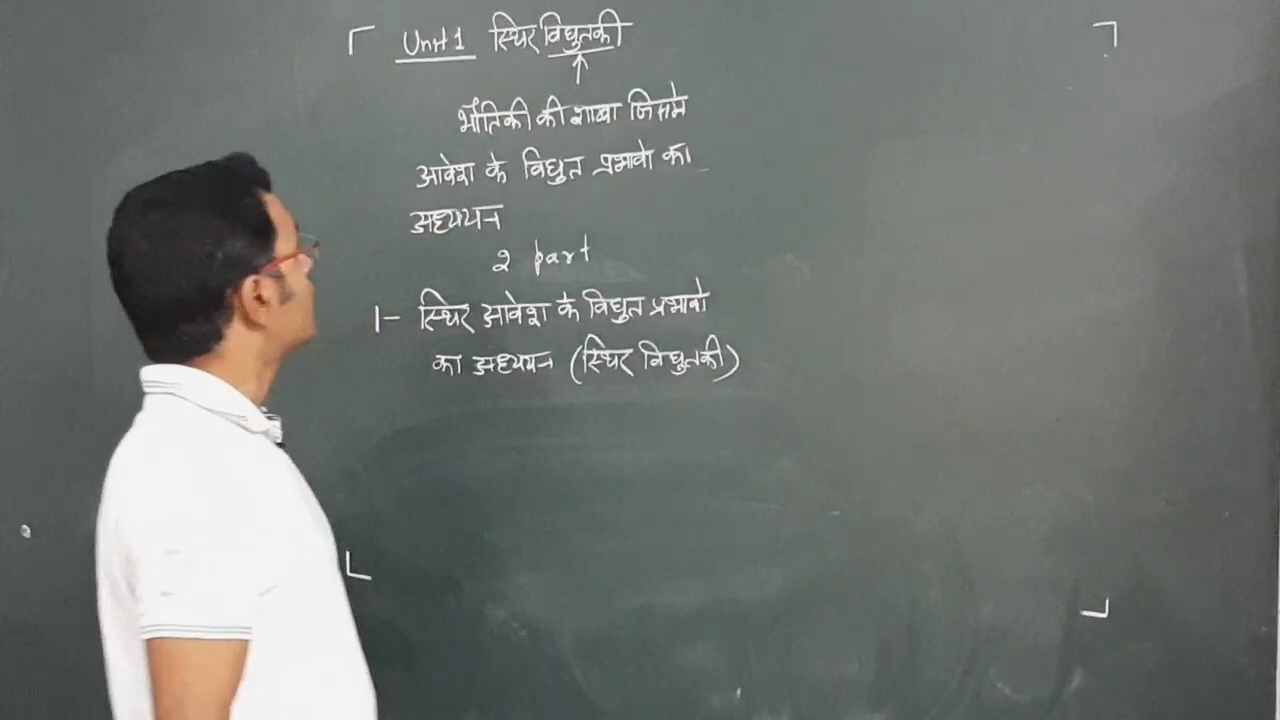 Unit 1 स्थिर विद्युतकी
भौतिकी की शाखा जिसमे
आवेश के विद्युत प्रभावो का
अध्ययन
2 part
1- स्थिर आवेश के विद्युत प्रभावो
का अध्ययन (स्थिर विद्युतकी)